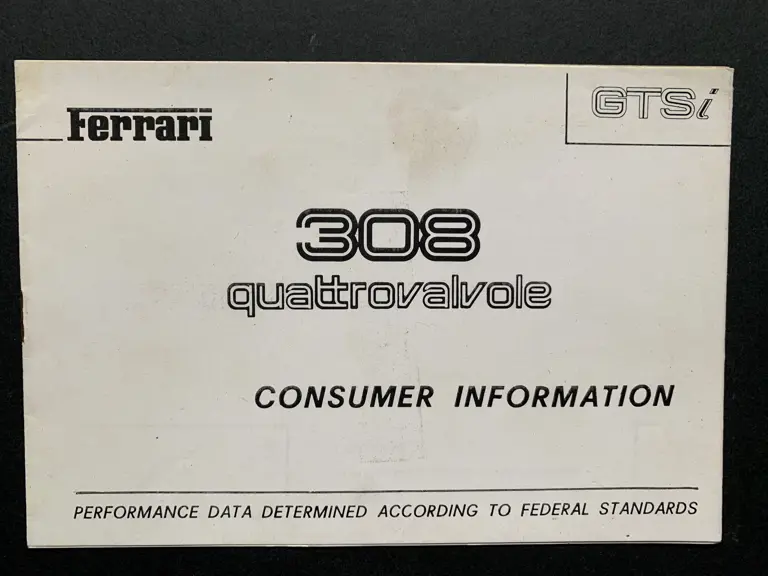 Ferrari
GTSi
308
quattrovalvole
CONSUMER INFORMATION
PERFORMANCE DATA DETERMINED ACCORDING TO FEDERAL STANDARDS